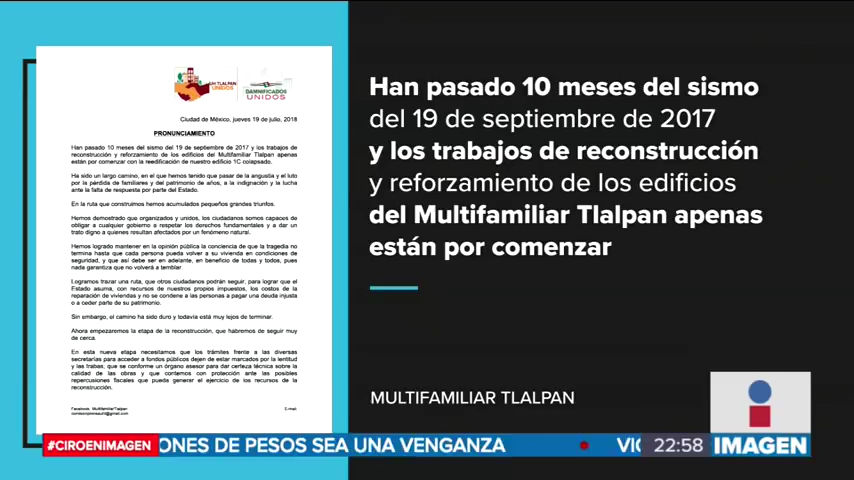 UH TLALPAN
UNIDOS
DAMNIFICADOS
UNIDOS
Ciudad de México, jueves 19 de julio, 2018
PRONUNCIAMIENTO
Han pasado 10 meses del sismo del 19 de septiembre de 2017 y los trabajos de
reconstrucción y reforzamiento de los edificios del Multifamiliar Tlalpan apenas
están por comenzar con la reedificación de nuestro edificio 1C colapsado.
Ha sido un largo camino, en el que hemos tenido que pasar de la angustia y el luto
por la pérdida de familiares y del patrimonio de años, a la indignación y la lucha
ante la falta de respuesta por parte del Estado.
En la ruta que construimos hemos acumulados pequeños grandes triunfos.
Hemos demostrado que organizados y unidos, los ciudadanos somos capaces de
obligar a cualquier gobierno a respetar los derechos fundamentales y a dar un
trato digno a quienes resultan afectados por un fenómeno natural.
Hemos logrado mantener en la opinión pública la conciencia de que la tragedia no
termina hasta que cada persona pueda volver a su vivienda en condiciones de
seguridad, y que así debe ser en adelante, en beneficio de todas y todos, pues
nada garantiza que no volverá a temblar.
Logramos trazar una ruta, que otros ciudadanos podrán seguir, para lograr que el
Estado asuma, con recursos de nuestros propios impuestos, los costos de la
reparación de viviendas y no se condene a las personas a pagar una deuda injusta
o a ceder parte de su patrimonio.
Sin embargo, el camino ha sido duro y todavía está muy lejos de terminar.
Ahora empezaremos la etapa de la reconstrucción, que habremos de seguir muy
de cerca.
En esta nueva etapa necesitamos que los trámites frente a las diversas
secretarías para acceder a fondos públicos dejen de estar marcados por la lentitud
y las trabas; que se conforme un órgano asesor para dar certeza técnica sobre la
calidad de las obras y que contemos con protección ante las posibles
repercusiones fiscales que pueda generar el ejercicio de los recursos de la
reconstrucción.
Facebook. MultifamiliarTlalpan E-mail:
Han pasado 10 meses del sismo
del 19 de septiembre de 2017
y los trabajos de reconstrucción
y reforzamiento de los edificios
del Multifamiliar Tlalpan apenas
están por comenzar
MULTIFAMILIAR TLALPAN
#CIROENIMAGEN
ONES DE PESOS SEA UNA VENGANZA
22:58
IMAGEN